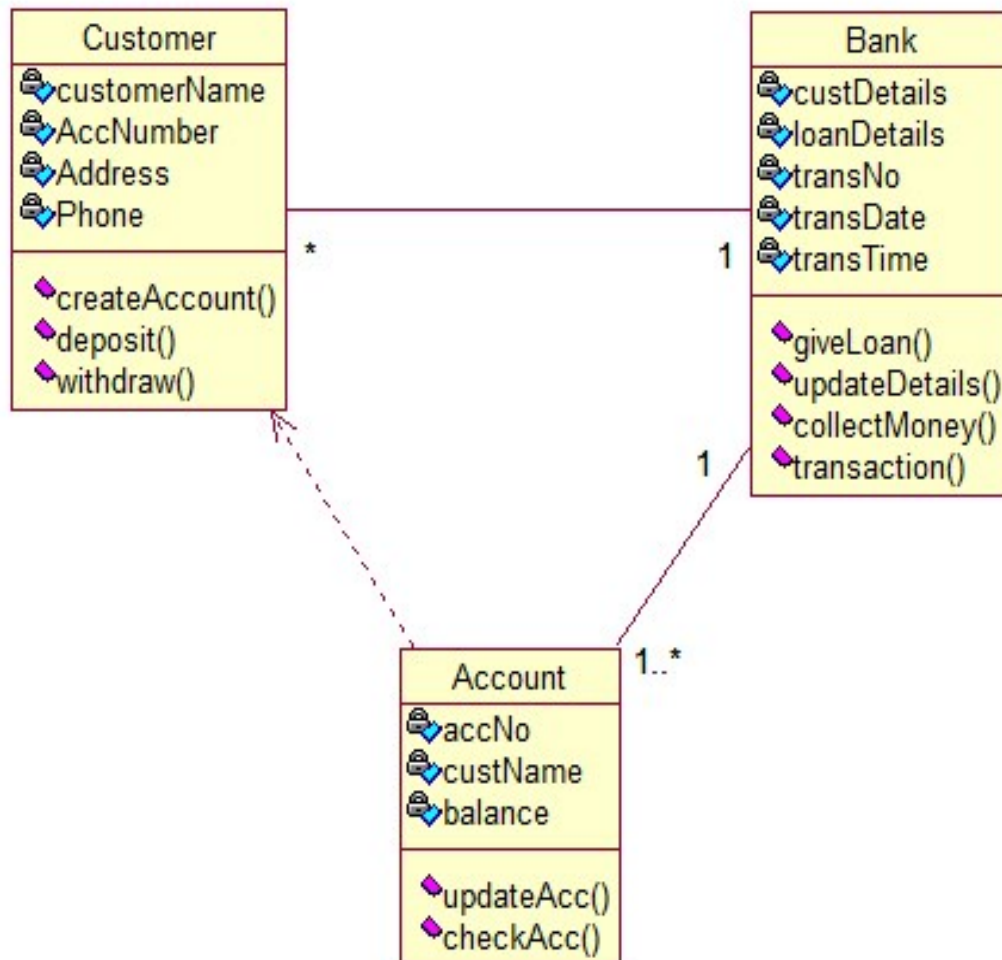 Customer
customerName
AccNumber
Address
Phone
createAccount()
deposit()
withdraw()
*
1
Bank
custDetails
loanDetails
transNo
transDate
transTime
giveLoan()
updateDetails()
collectMoney()
transaction()
1
1..*
Account
accNo
custName
balance
updateAcc()
checkAcc()